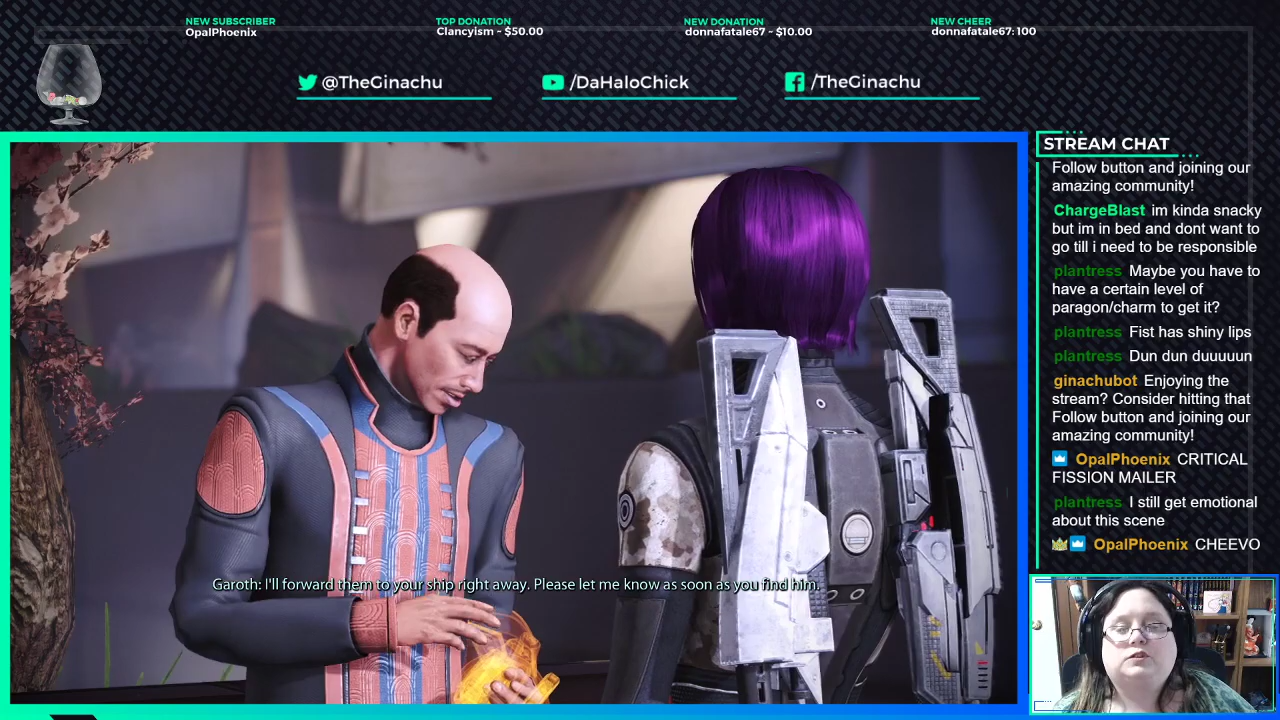 NEW SUBSCRIBER
OpalPhoenix
TOP DONATION
Clancyism ~ $50.00
NEW DONATION
donnafatale67 ~ $10.00
NEW CHEER
donnafatale67: 100
@TheGinachu
/DaHaloChick
/TheGinachu
STREAM CHAT
Follow button and joining our
amazing community!
ChargeBlast im kinda snacky
but im in bed and dont want to
go till i need to be responsible
plantress Maybe you have to
have a certain level of
paragon/charm to get it?
plantress Fist has shiny lips
plantress Dun dun duuuuun
ginachubot Enjoying the
stream? Consider hitting that
Follow button and joining our
amazing community!
OpalPhoenix CRITICAL
FISSION MAILER
plantress I still get emotional
about this scene
OpalPhoenix CHEEVO
Garoth: I'll forward them to your ship right away. Please let me know as soon as you find him.